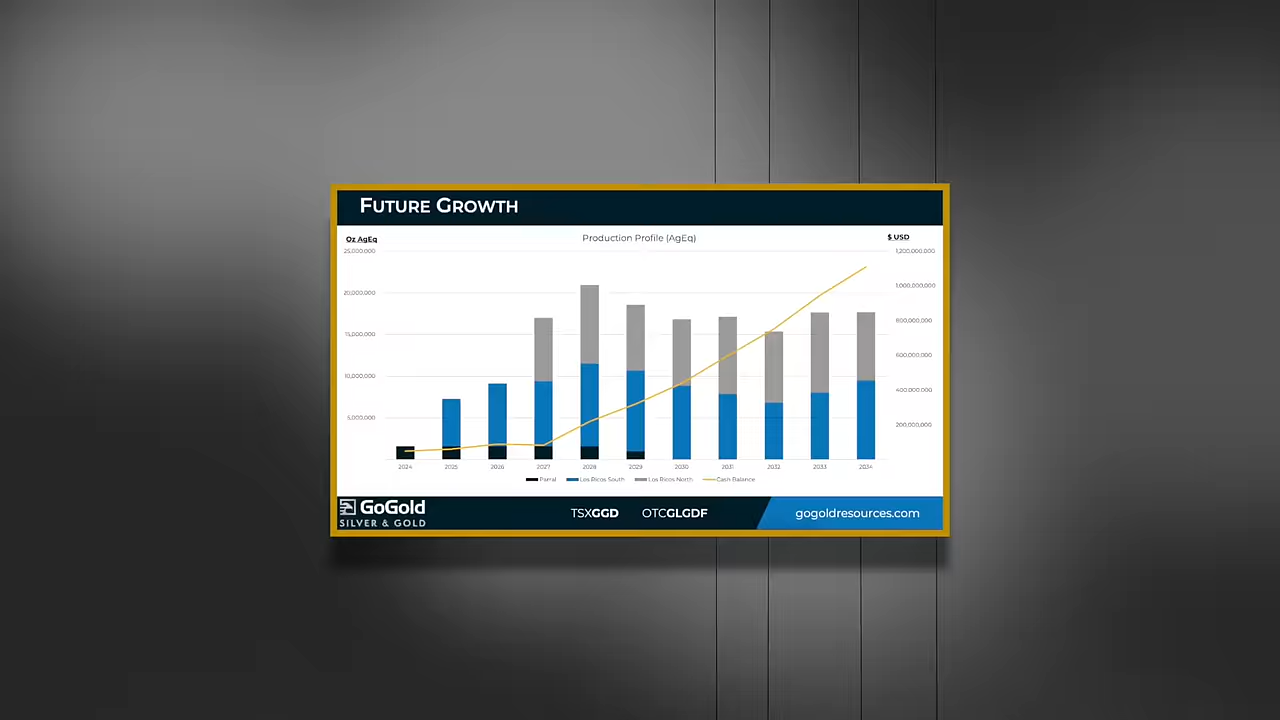 FUTURE GROWTH
Oz AgEq
Production Profile (AgEq)
$ USD
25,000,000
20,000,000
15,000,000
10,000,000
5,000,000
1,200,000,000
1,000,000,000
800,000,000
600,000,000
400,000,000
200,000,000
2024 2025 2026 2027 2028 2029 2030 2031 2032 2033 2034
Parral Los Ricos South Los Ricos North Cash Balance
GoGold
SILVER & GOLD
TSXGGD OTCGLGDF
gogoldresources.com